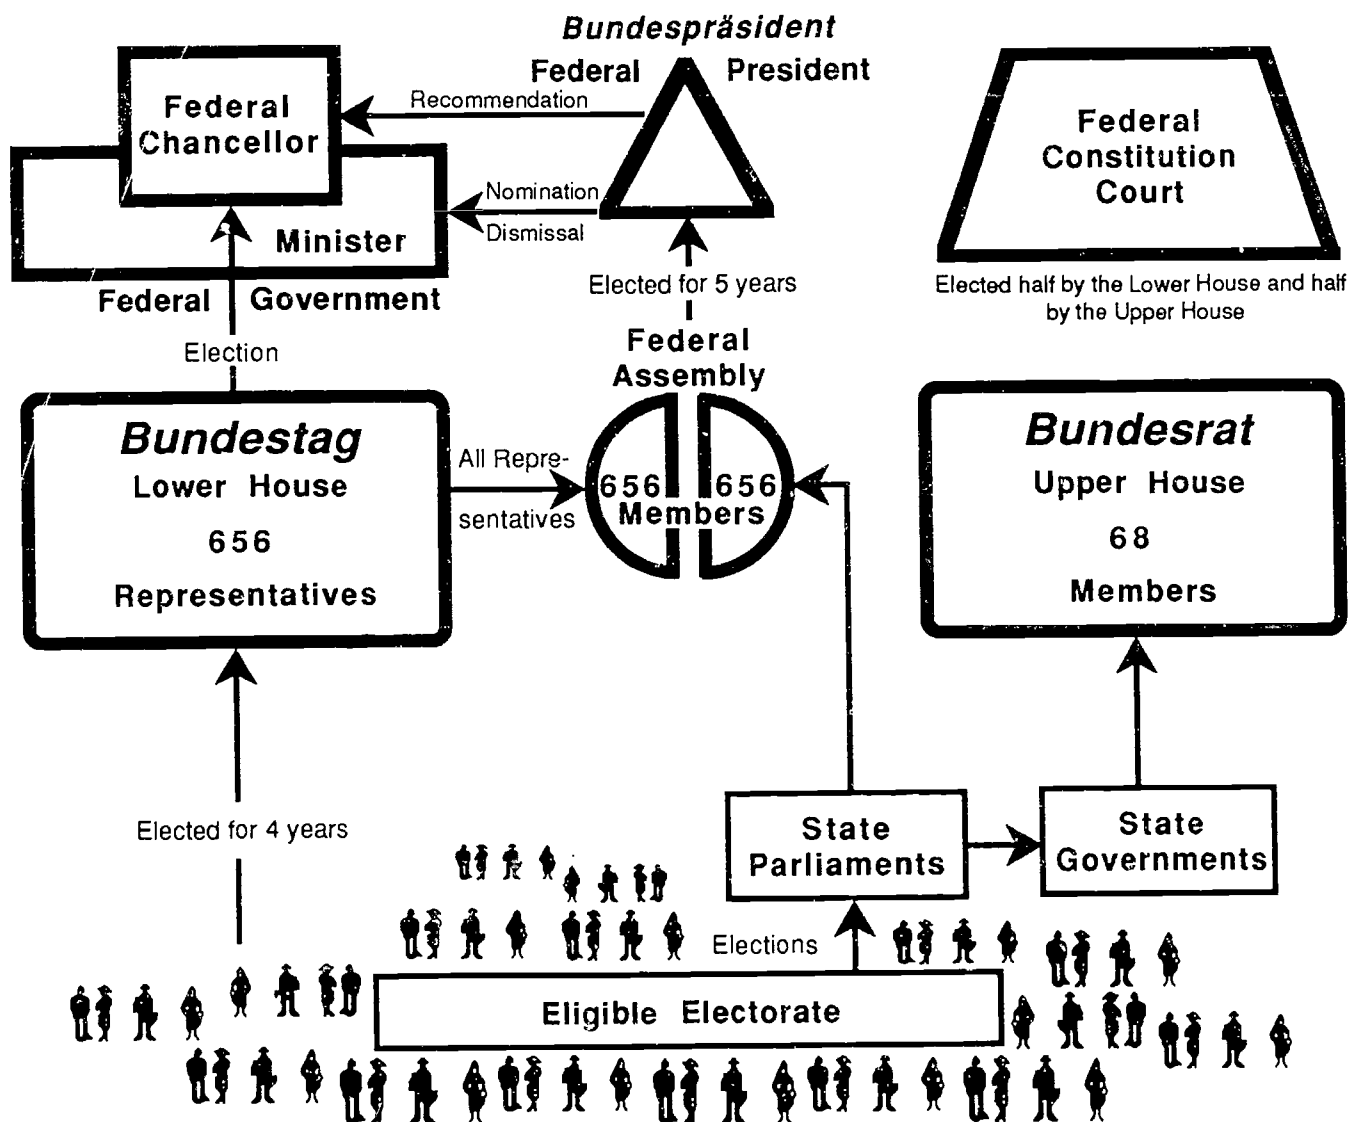 Bundespräsident
Federal President
Federal
Chancellor
Recommendation
Nomination
Dismissal
Minister
Federal Government
Federal
Constitution
Court
Elected half by the Lower House and half
by the Upper House
Elected for 5 years
Election
Federal
Assembly
656 656
Members
Bundestag
Lower House
656
Representatives
All Repre-
sentatives
Bundesrat
Upper House
68
Members
Elected for 4 years
State
Parliaments
State
Governments
Elections
Eligible Electorate